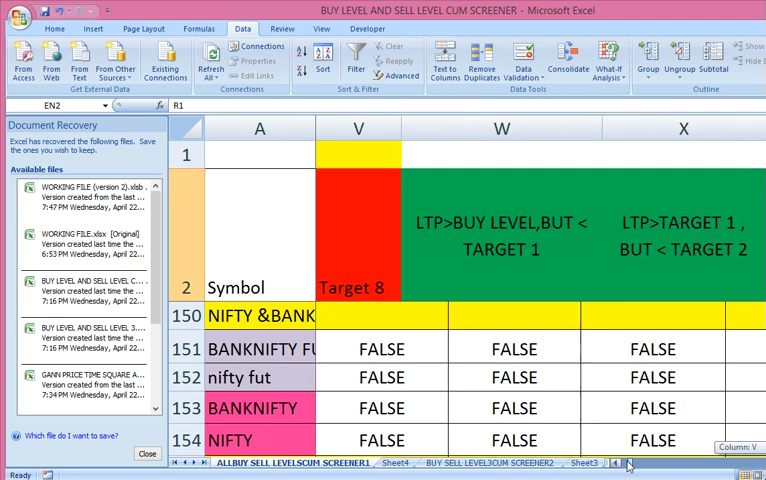 BUY LEVEL AND SELL LEVEL CUM SCREENER - Microsoft Excel
Home Insert Page Layout Formulas Data Review View Developer
From Access
From Web
From Text
From Other Sources
Existing Connections
Get External Data
Refresh All
Connections
Properties
Edit Links
Connections
Sort
Filter
Clear
Reapply
Advanced
Sort & Filter
Text to Columns
Remove Duplicates
Data Validation
Consolidate
What-If Analysis
Data Tools
Group
Ungroup
Subtotal
Show
Hide D
Outline
EN2 fx R1
Document Recovery
Excel has recovered the following files. Save
the ones you wish to keep.
Available files
WORKING FILE (version 2).xlsb
Version created from the last ...
7:47 PM Wednesday, April 22...
WORKING FILE.xlsx [Original]
Version created last time the ...
6:53 PM Wednesday, April 22...
BUY LEVEL AND SELL LEVEL C...
Version created last time the ...
7:16 PM Wednesday, April 22...
BUY LEVEL AND SELL LEVEL 3....
Version created last time the ...
7:16 PM Wednesday, April 22...
GANN PRICE TIME SQUARE A...
Version created last time the ...
7:34 PM Wednesday, April 22...
Which file do I want to save?
Close
A V W X
1
2 Symbol Target 8
LTP>BUY LEVEL,BUT <
TARGET 1
LTP>TARGET 1 ,
BUT < TARGET 2
150 NIFTY &BANK
151 BANKNIFTY FU FALSE FALSE FALSE
152 nifty fut FALSE FALSE FALSE
153 BANKNIFTY FALSE FALSE FALSE
154 NIFTY FALSE FALSE FALSE
Column: V
ALLBUY SELL LEVELSCUM SCREENER1 Sheet4 BUY SELL LEVEL3CUM SCREENER2 Sheet3
Ready